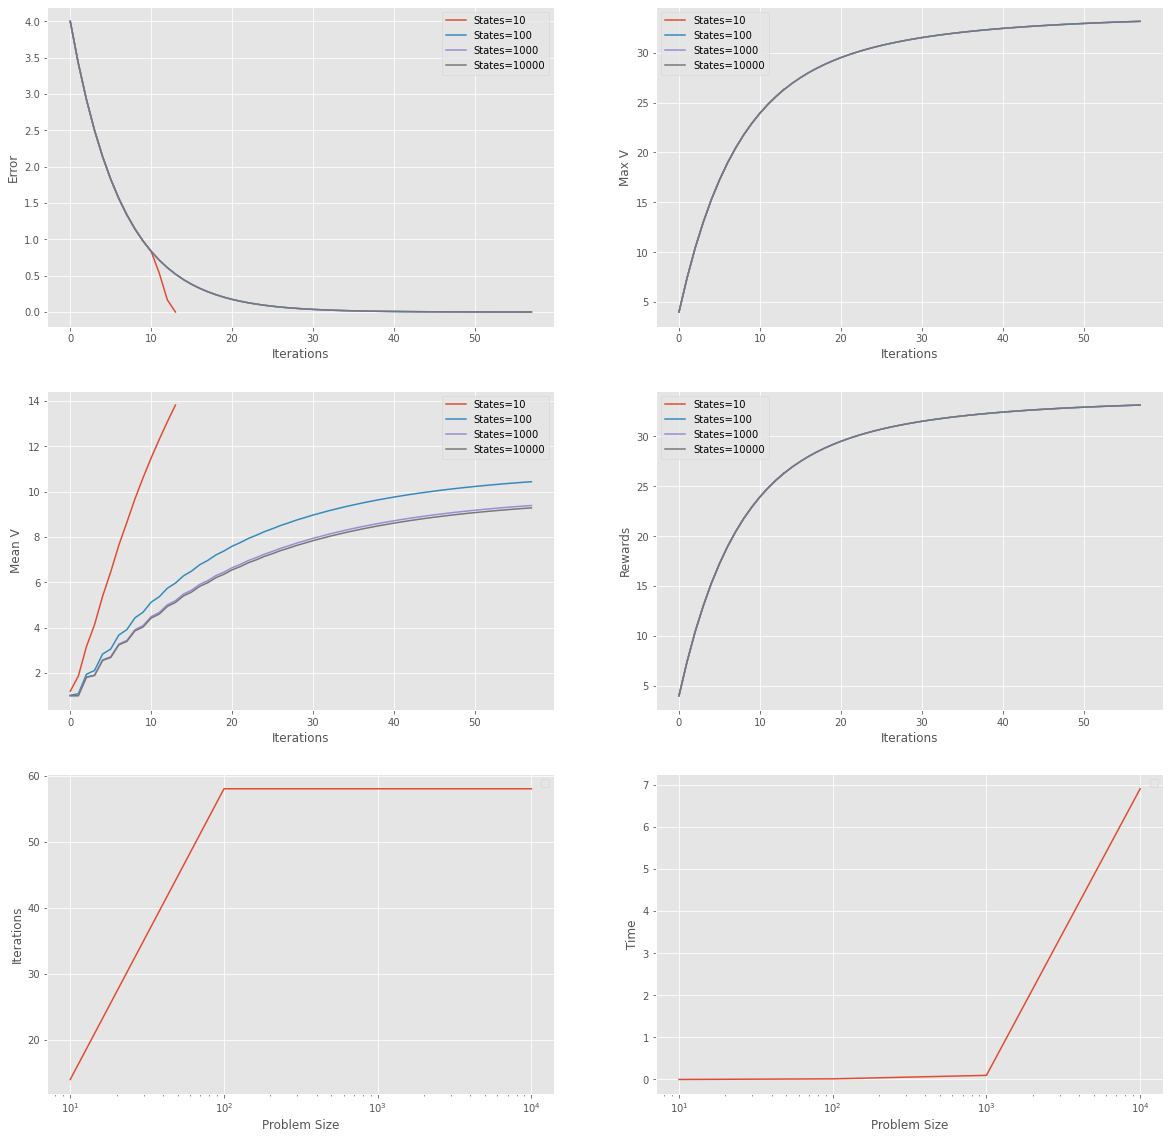 States=10
States=100
States=1000
States=10000
4.0
3.5
3.0
2.5
2.0
1.5
1.0
0.5
0.0
Error
0 10 20 30 40 50
Iterations
States=10
States=100
States=1000
States=10000
30
25
20
15
10
5
Max V
0 10 20 30 40 50
Iterations
States=10
States=100
States=1000
States=10000
14
12
10
8
6
4
2
Mean V
0 10 20 30 40 50
Iterations
States=10
States=100
States=1000
States=10000
30
25
20
15
10
5
Rewards
0 10 20 30 40 50
Iterations
60
50
40
30
20
Iterations
10¹ 10² 10³ 10⁴
Problem Size
7
6
5
4
3
2
1
0
Time
10¹ 10² 10³ 10⁴
Problem Size